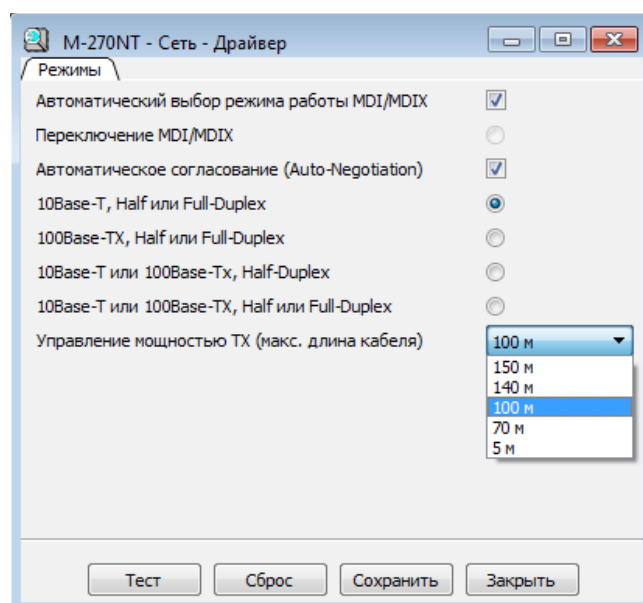 M-270NT - Сеть - Драйвер
Режимы
Автоматический выбор режима работы MDI/MDIX
Переключение MDI/MDIX
Автоматическое согласование (Auto-Negotiation)
10Base-T, Half или Full-Duplex
100Base-TX, Half или Full-Duplex
10Base-T или 100Base-Tx, Half-Duplex
10Base-T или 100Base-TX, Half или Full-Duplex
Управление мощностью TX (макс. длина кабеля)
100 м
150 м
140 м
100 м
70 м
5 м
Тест
Сброс
Сохранить
Закрыть